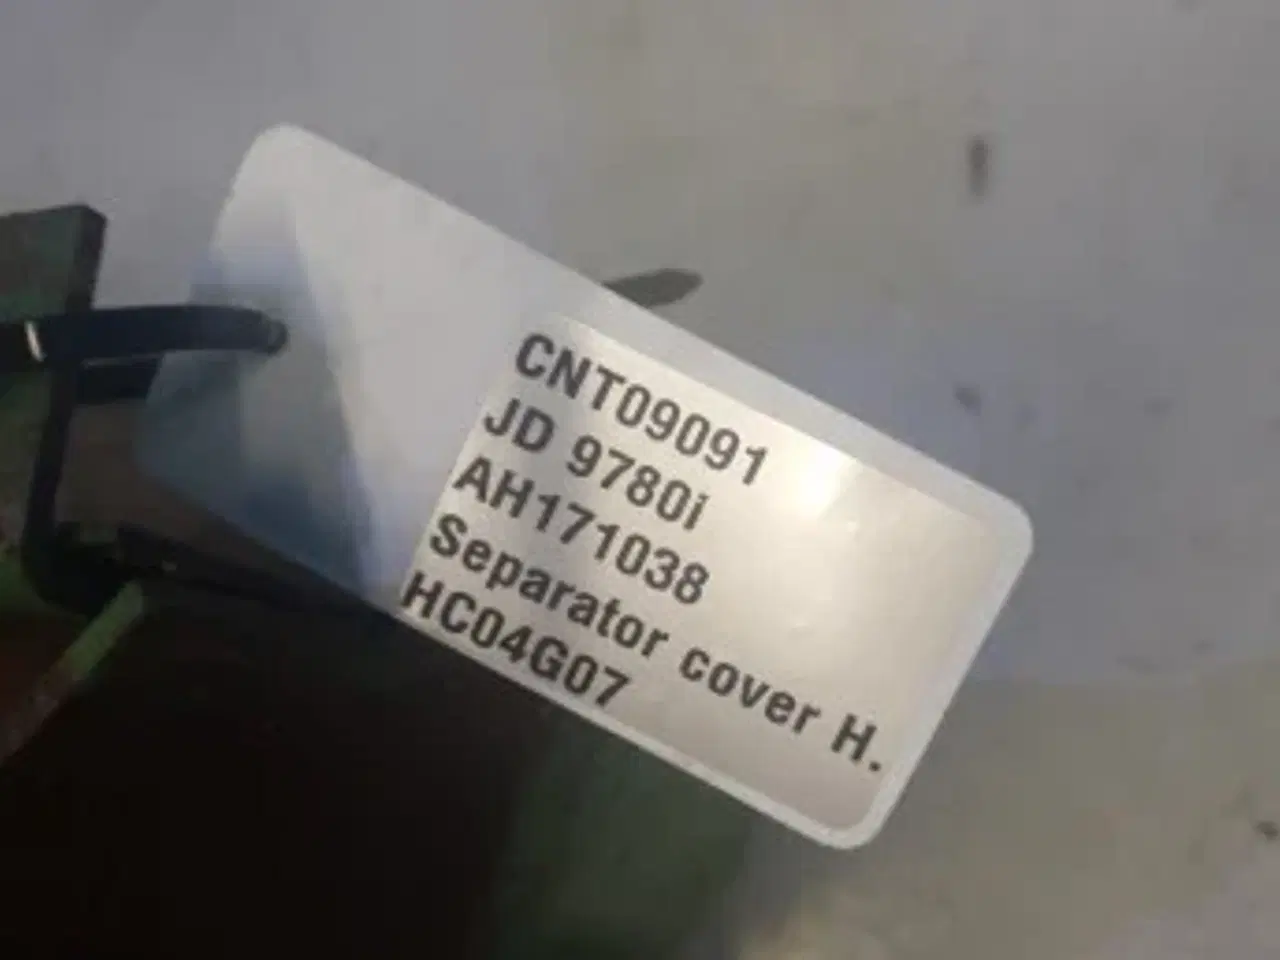 CNT09091
JD 9780i
AH171038
Separator cover H.
HC04G07